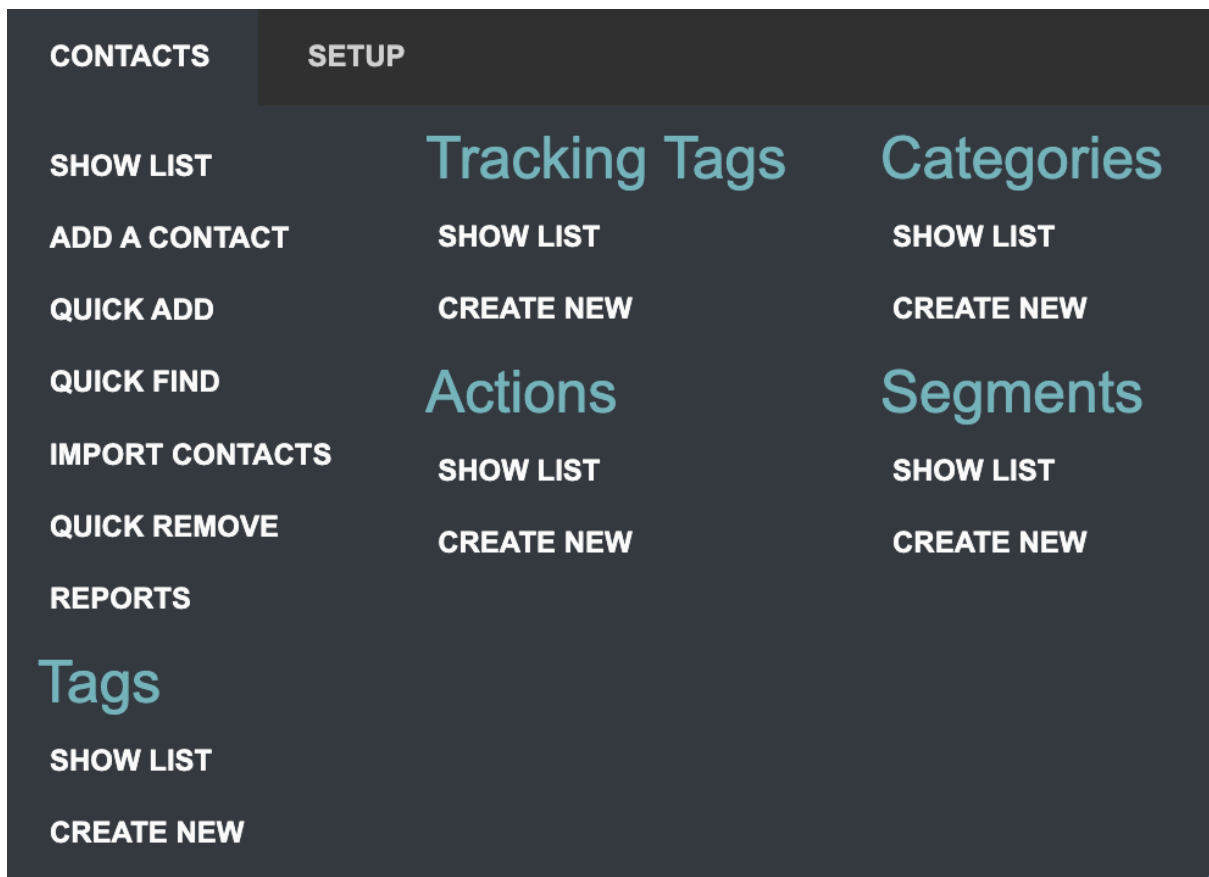 CONTACTS
SETUP
SHOW LIST
ADD A CONTACT
QUICK ADD
QUICK FIND
IMPORT CONTACTS
QUICK REMOVE
REPORTS
Tags
SHOW LIST
CREATE NEW
Tracking Tags
SHOW LIST
CREATE NEW
Actions
SHOW LIST
CREATE NEW
Categories
SHOW LIST
CREATE NEW
Segments
SHOW LIST
CREATE NEW